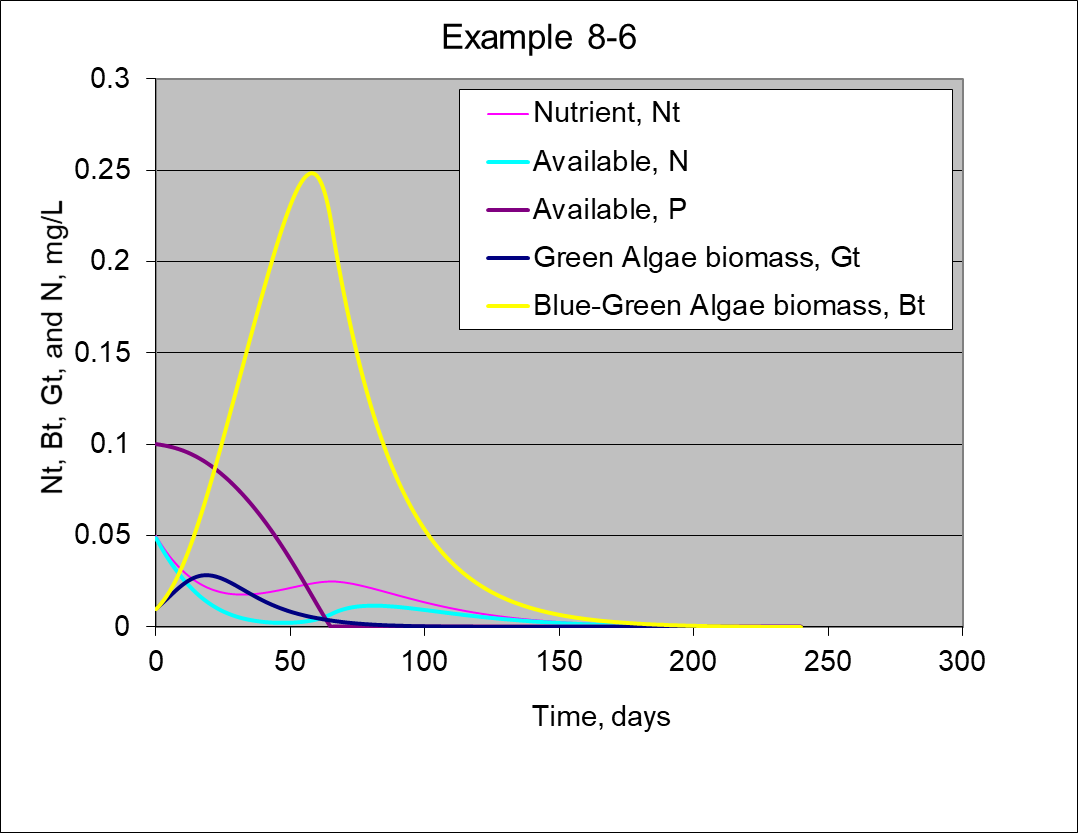 Example 8-6
Nt, Bt, Gt, and N, mg/L
0.3
0.25
0.2
0.15
0.1
0.05
0
Nutrient, Nt
Available, N
Available, P
Green Algae biomass, Gt
Blue-Green Algae biomass, Bt
0 50 100 150 200 250 300
Time, days